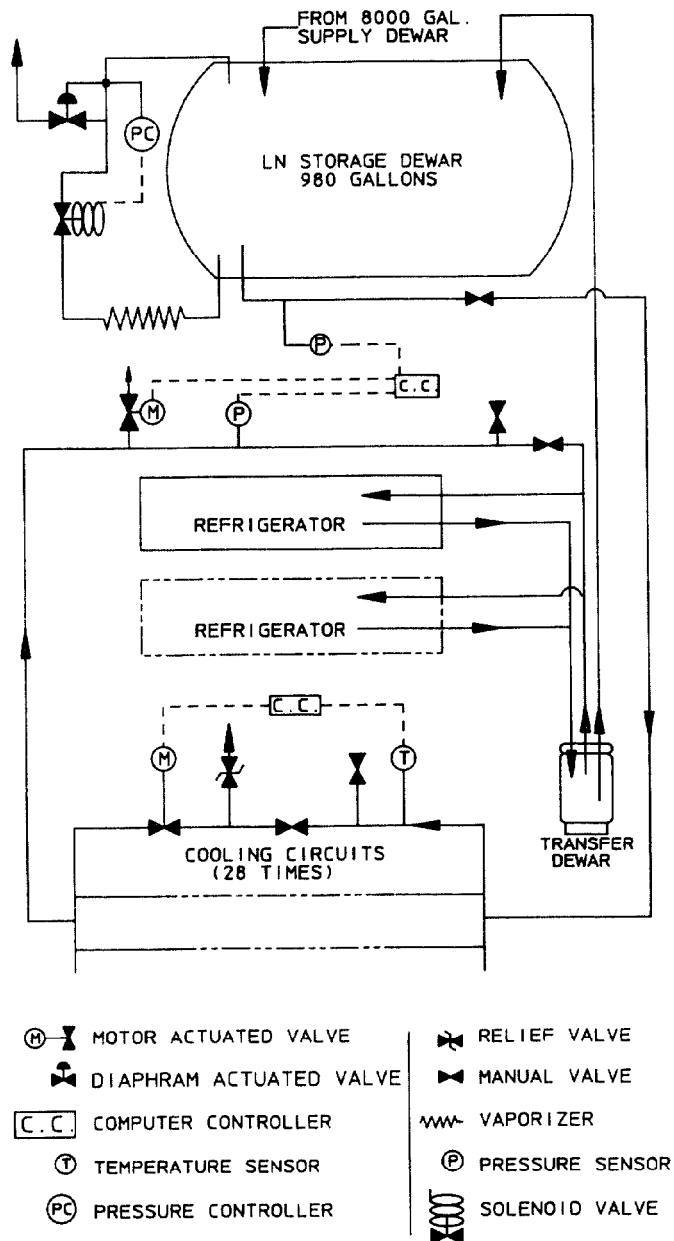 FROM 8000 GAL.
SUPPLY DEWAR
PC
LN STORAGE DEWAR
980 GALLONS
P
C.C.
M
P
REFRIGERATOR
REFRIGERATOR
C.C.
M
T
COOLING CIRCUITS
(28 TIMES)
TRANSFER
DEWAR
M MOTOR ACTUATED VALVE
DIAPHRAM ACTUATED VALVE
C.C. COMPUTER CONTROLLER
T TEMPERATURE SENSOR
PC PRESSURE CONTROLLER
RELIEF VALVE
MANUAL VALVE
VAPORIZER
P PRESSURE SENSOR
SOLENOID VALVE